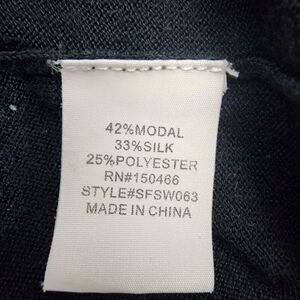 42%MODAL
33%SILK
25%POLYESTER
RN#150466
STYLE#SFSW063
MADE IN CHINA